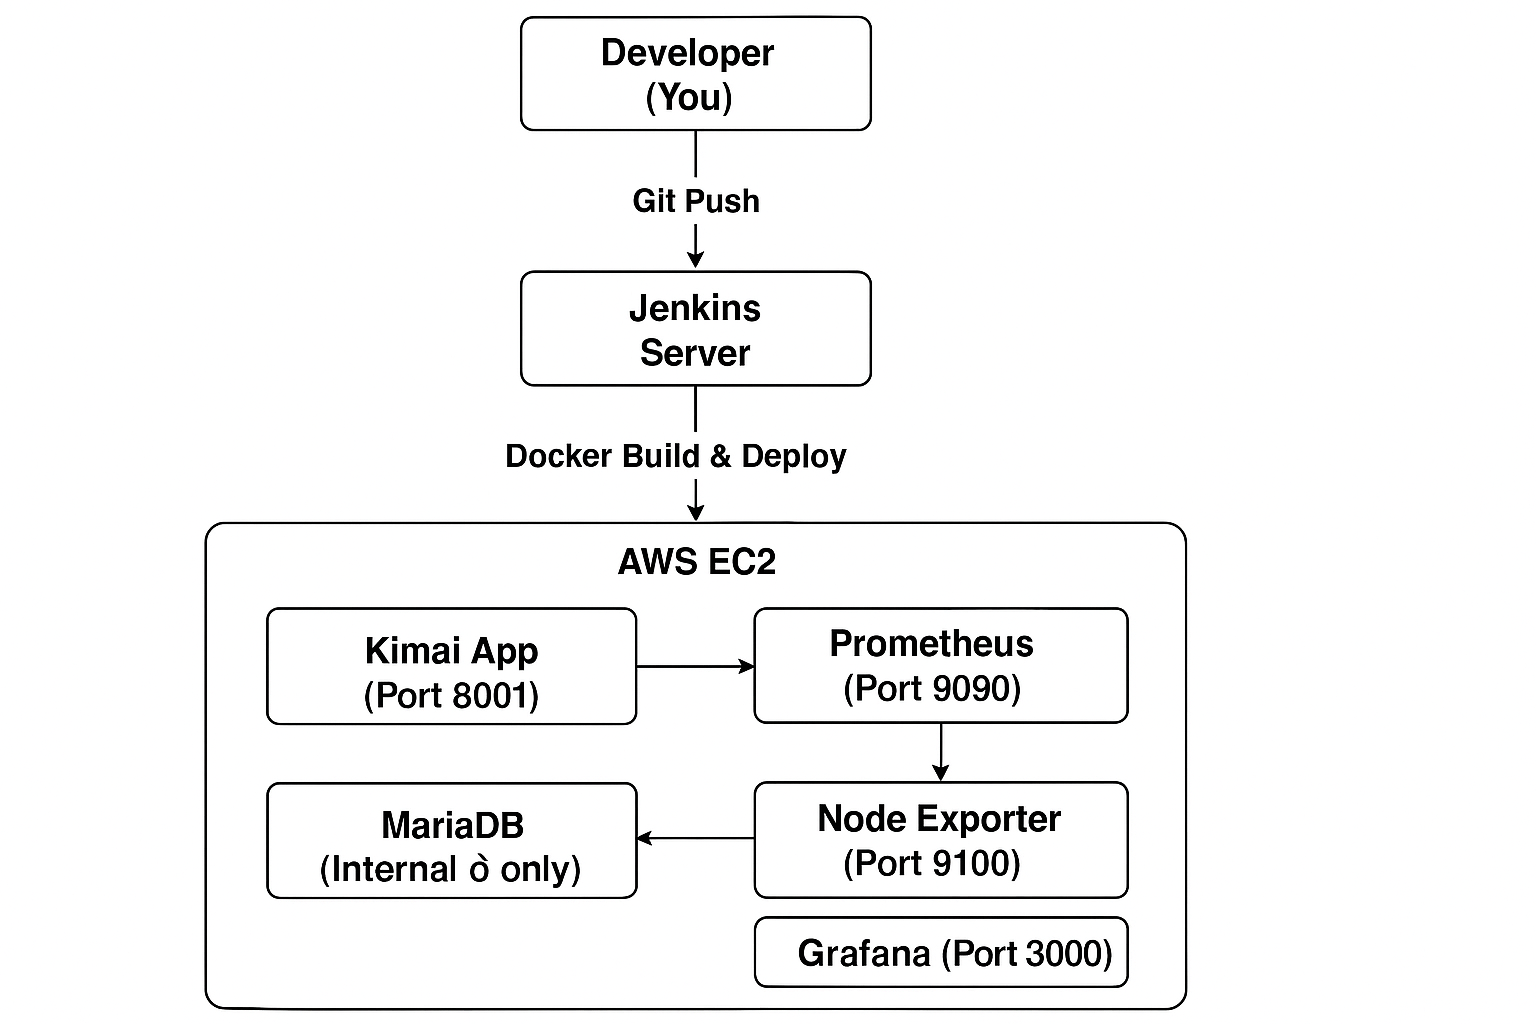 Developer
(You)
Git Push
Jenkins
Server
Docker Build & Deploy
AWS EC2
Kimai App
(Port 8001)
Prometheus
(Port 9090)
MariaDB
(Internal ò only)
Node Exporter
(Port 9100)
Grafana (Port 3000)